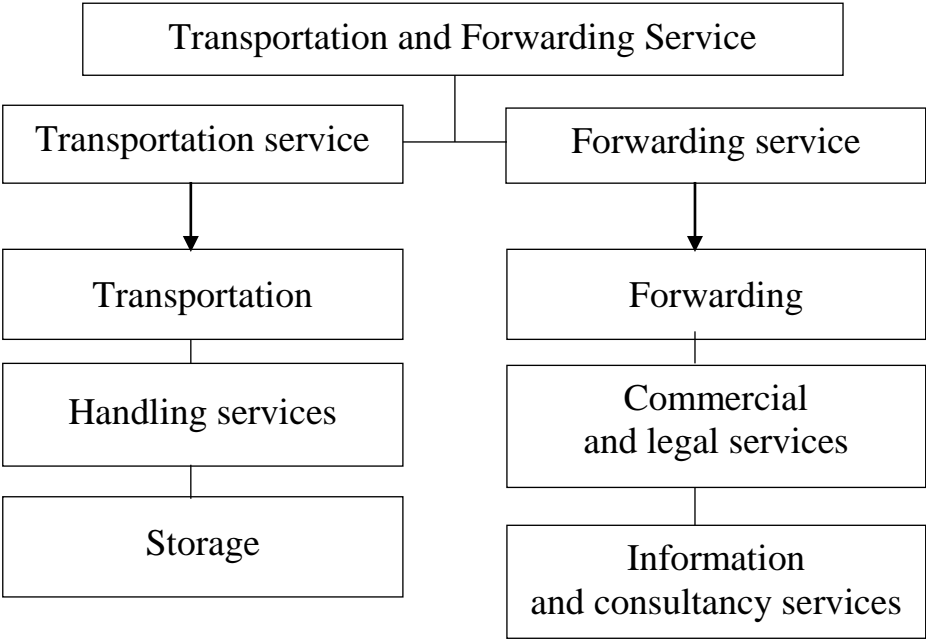 Transportation and Forwarding Service
Transportation service
Forwarding service
Transportation
Forwarding
Handling services
Commercial
and legal services
Storage
Information
and consultancy services